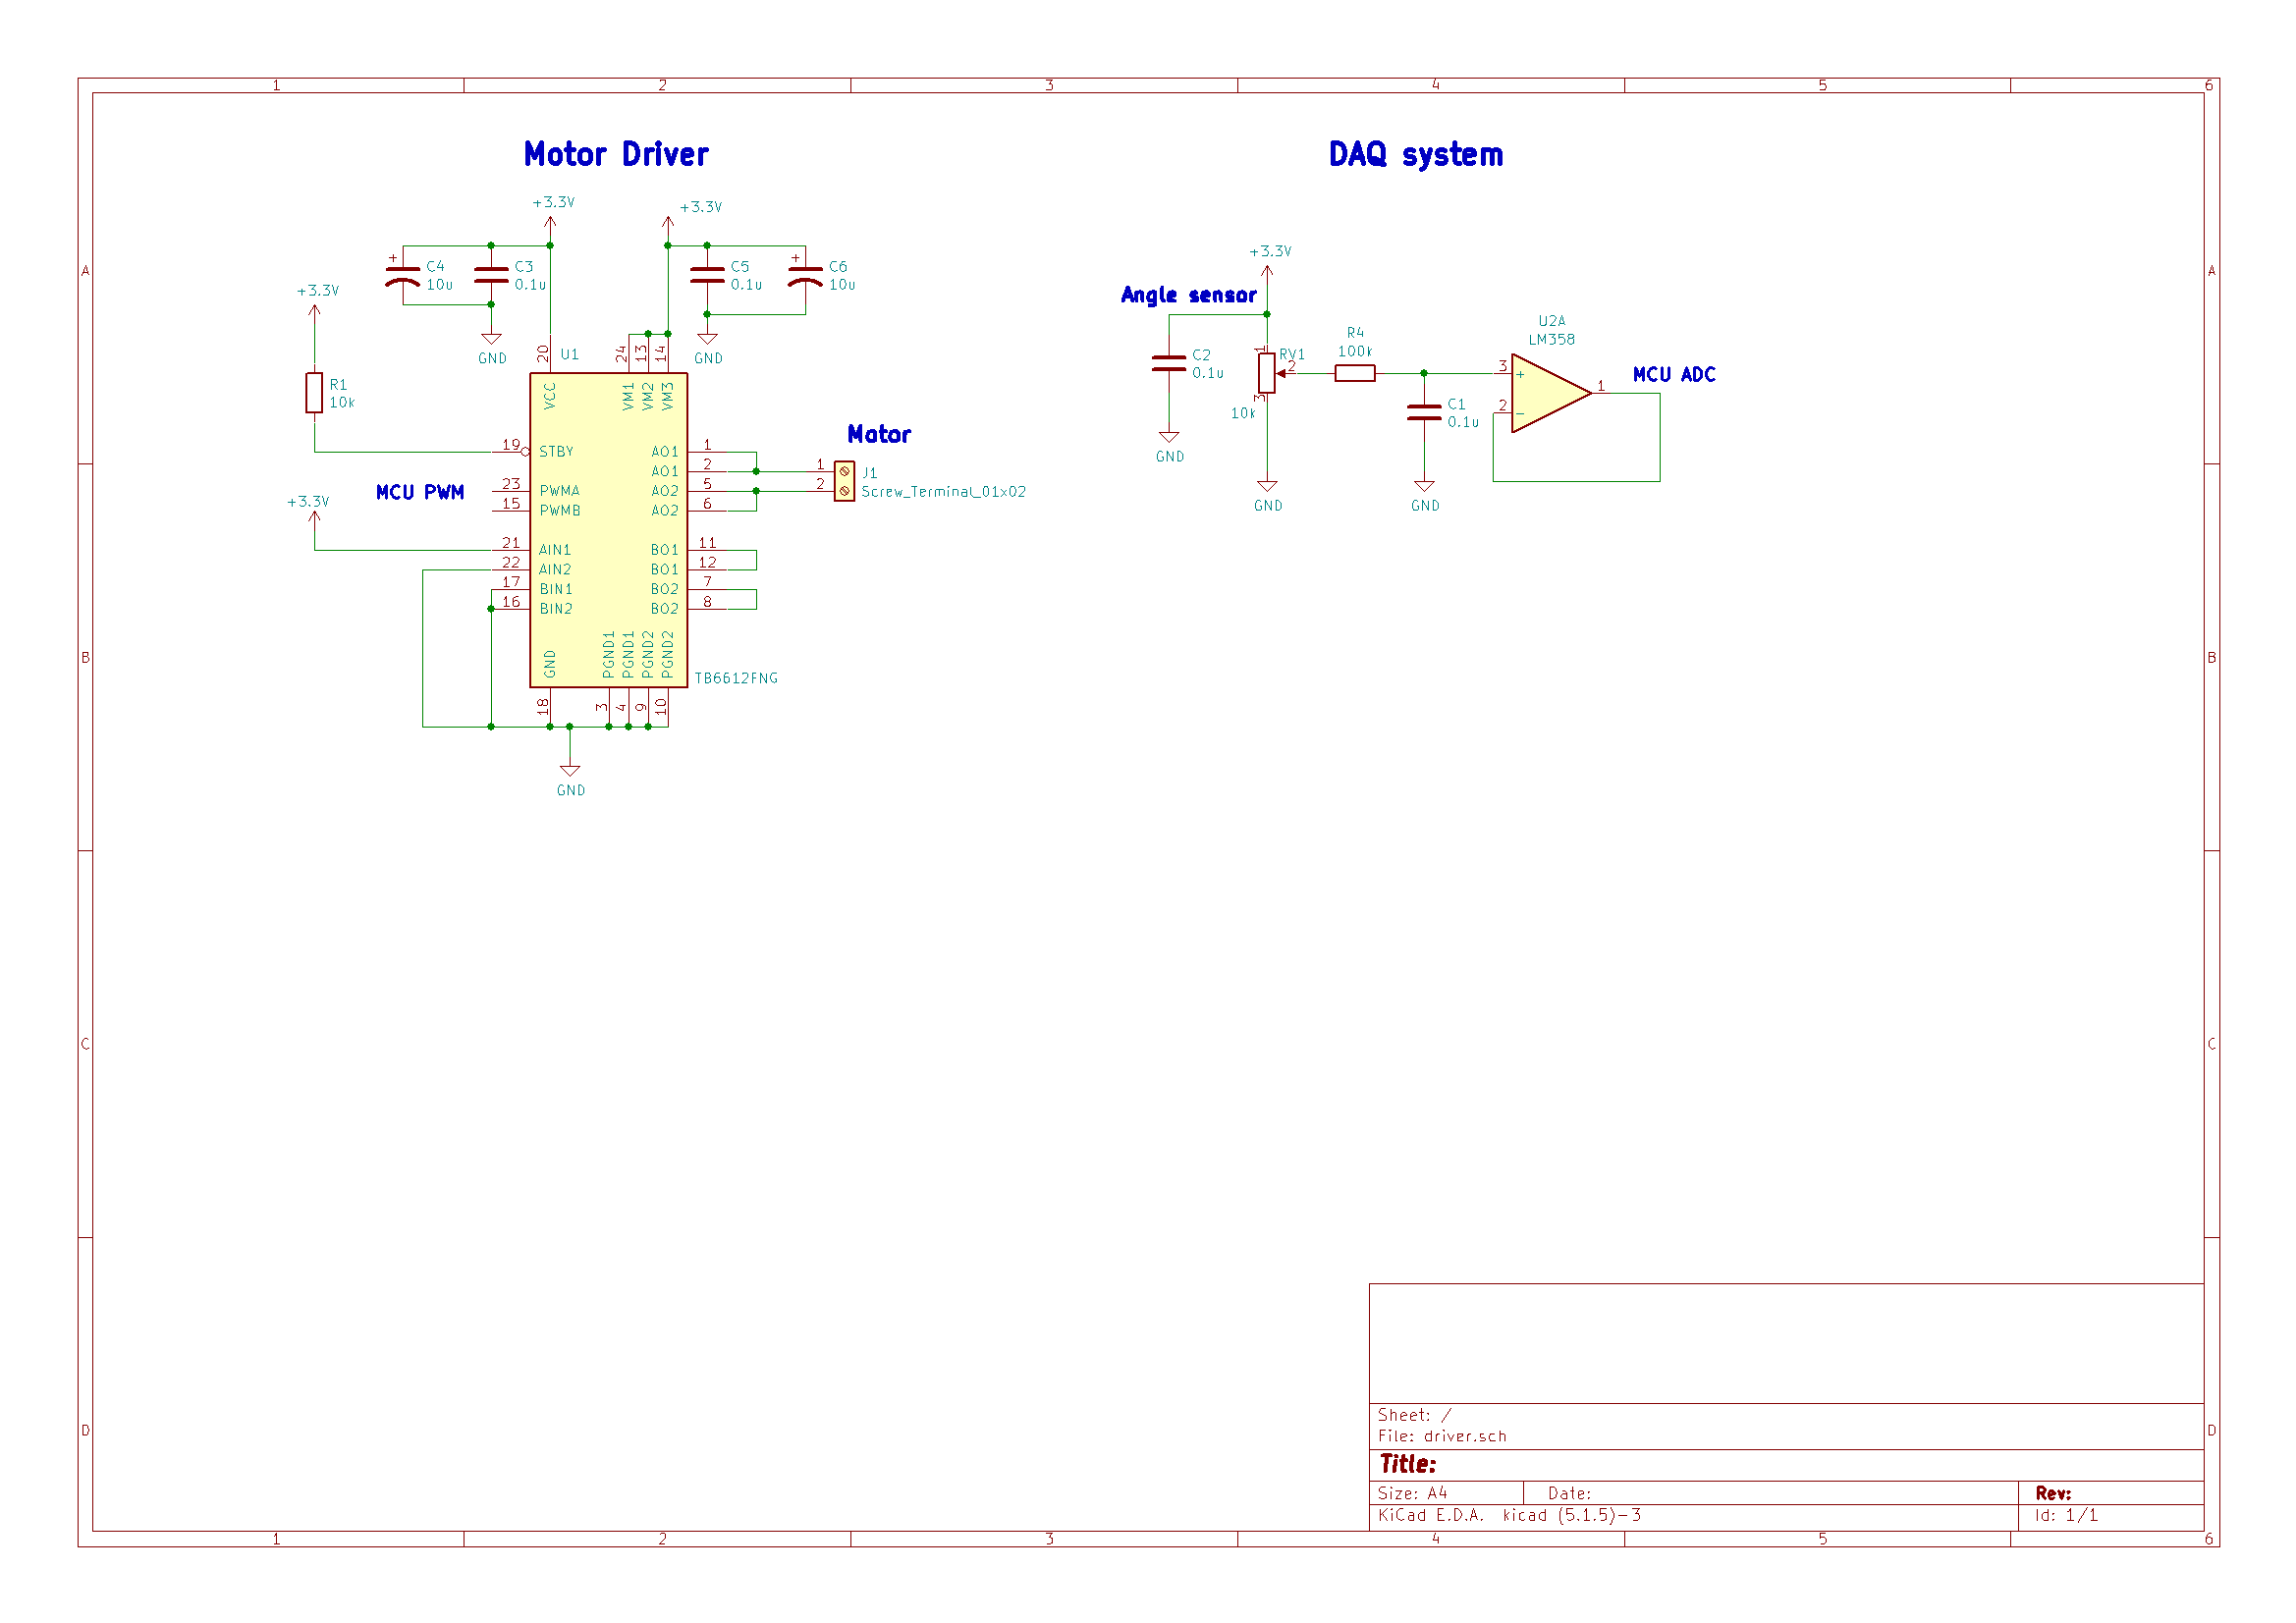 1 2 3 4 5 6
Motor Driver
DAQ system
+3.3V
+3.3V
+3.3V
A
A
+ C4
10u
C3
0.1u
C5
0.1u
+ C6
10u
+3.3V
Angle sensor
GND
GND
20
U1
24
13
14
U2A
LM358
C2
0.1u
1
RV1
2
3
10k
R4
100k
3
+
2
−
1
MCU ADC
R1
10k
VCC
VM1
VM2
VM3
C1
0.1u
Motor
GND
GND
GND
19 STBY
AO1 1
AO1 2
1
2
J1
Screw_Terminal_01x02
MCU PWM
23 PWMA
AO2 5
15 PWMB
AO2 6
+3.3V
21 AIN1
BO1 11
22 AIN2
BO1 12
17 BIN1
BO2 7
16 BIN2
BO2 8
B
B
GND
PGND1
PGND1
PGND2
PGND2
TB6612FNG
18
3
4
9
10
GND
C
C
D
D
Sheet: /
File: driver.sch
Title:
Size: A4
Date:
Rev:
KiCad E.D.A. kicad (5.1.5)-3
Id: 1/1
1 2 3 4 5 6